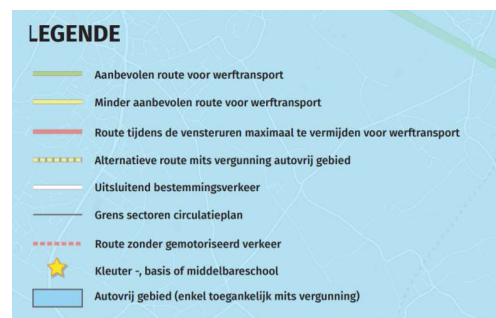 LEGENDE
Aanbevolen route voor werftransport
Minder aanbevolen route voor werftransport
Route tijdens de vensteruren maximaal te vermijden voor werftransport
Alternatieve route mits vergunning autovrij gebied
Uitsluitend bestemmingsverkeer
Grens sectoren circulatieplan
Route zonder gemotoriseerd verkeer
Kleuter -, basis of middelbareschool
Autovrij gebied (enkel toegankelijk mits vergunning)